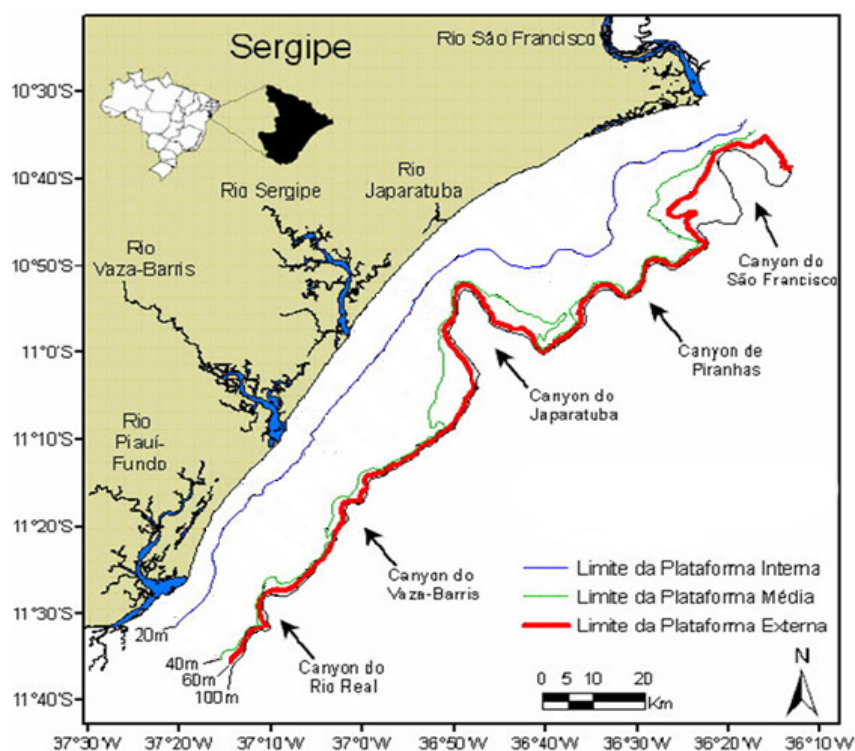 Sergipe
Rio São Francisco
10°30'S
10°40'S
10°50'S
11°0'S
11°10'S
11°20'S
11°30'S
11°40'S
Rio Sergipe
Rio
Japaratuba
Rio
Vaza-Barris
Rio
Piauí-
Fundo
Canyon do
São Francisco
Canyon de
Piranhas
Canyon do
Japaratuba
Canyon do
Vaza-Barris
Canyon do
Rio Real
20m
40m
60m
100m
Limite da Plataforma Interna
Limite da Plataforma Média
Limite da Plataforma Externa
N
0 5 10 20
Km
37°30'W 37°20'W 37°10'W 37°0'W 36°50'W 36°40'W 36°30'W 36°20'W 36°10'W 36°0'W